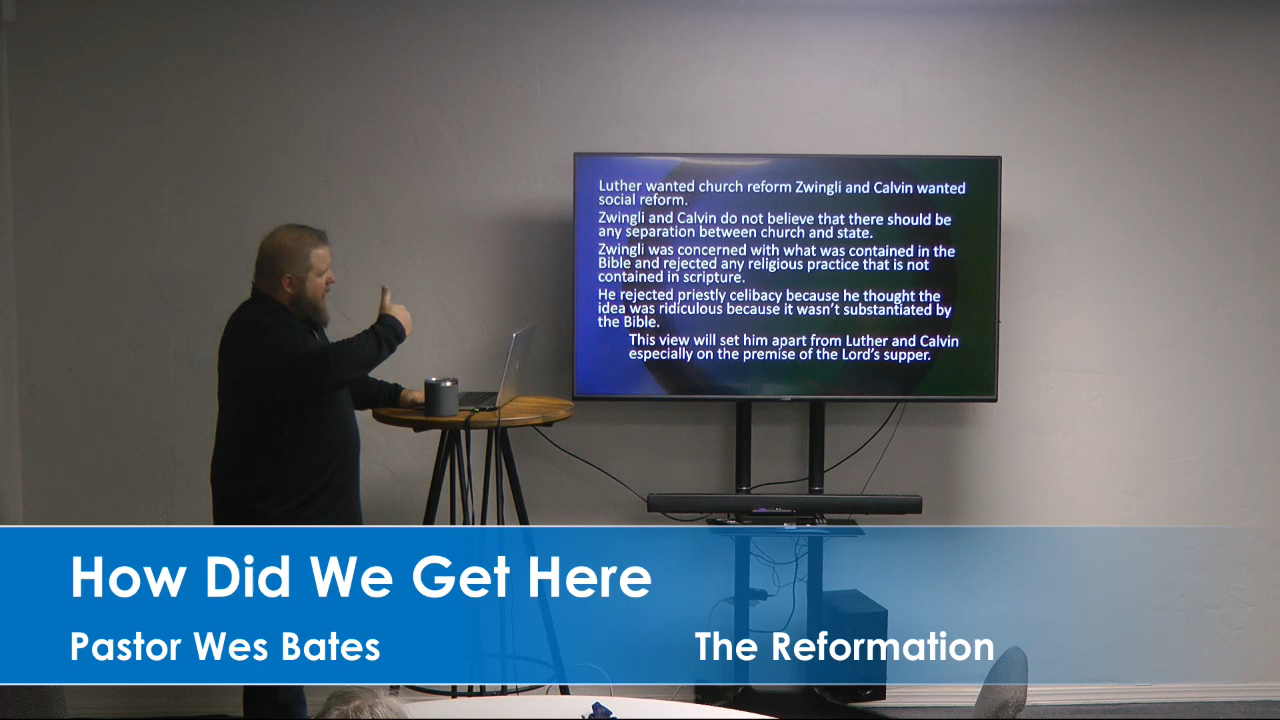 Luther wanted church reform Zwingli and Calvin wanted
social reform.
Zwingli and Calvin do not believe that there should be
any separation between church and state.
Zwingli was concerned with what was contained in the
Bible and rejected any religious practice that is not
contained in scripture.
He rejected priestly celibacy because he thought the
idea was ridiculous because it wasn't substantiated by
the Bible.
This view will set him apart from Luther and Calvin
especially on the premise of the Lord's supper.
How Did We Get Here
Pastor Wes Bates
The Reformation